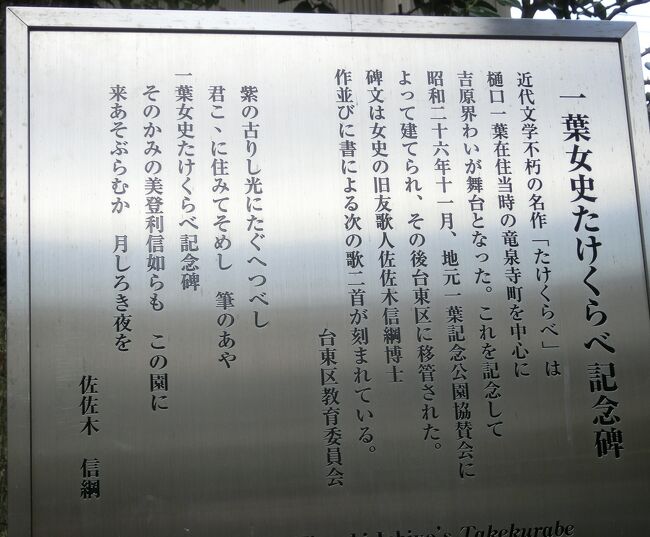 一葉女史たけくらべ記念碑
近代文学不朽の名作「たけくらべ」は
樋口一葉在住当時の竜泉寺町を中心に
吉原界わいが舞台となった。これを記念して
昭和二十六年十一月、地元一葉記念公園協賛会に
よって建てられ、その後台東区に移管された。
碑文は女史の旧友歌人佐佐木信綱博士
作並びに書による次の歌二首が刻まれている。
台東区教育委員会
紫の古りし光にたぐへつべし
君こゝに住みてそめし 筆のあや
一葉女史たけくらべ記念碑
そのかみの美登利信如らも この園に
来あそぶらむか 月しろき夜を
佐佐木 信綱
Takekurabe